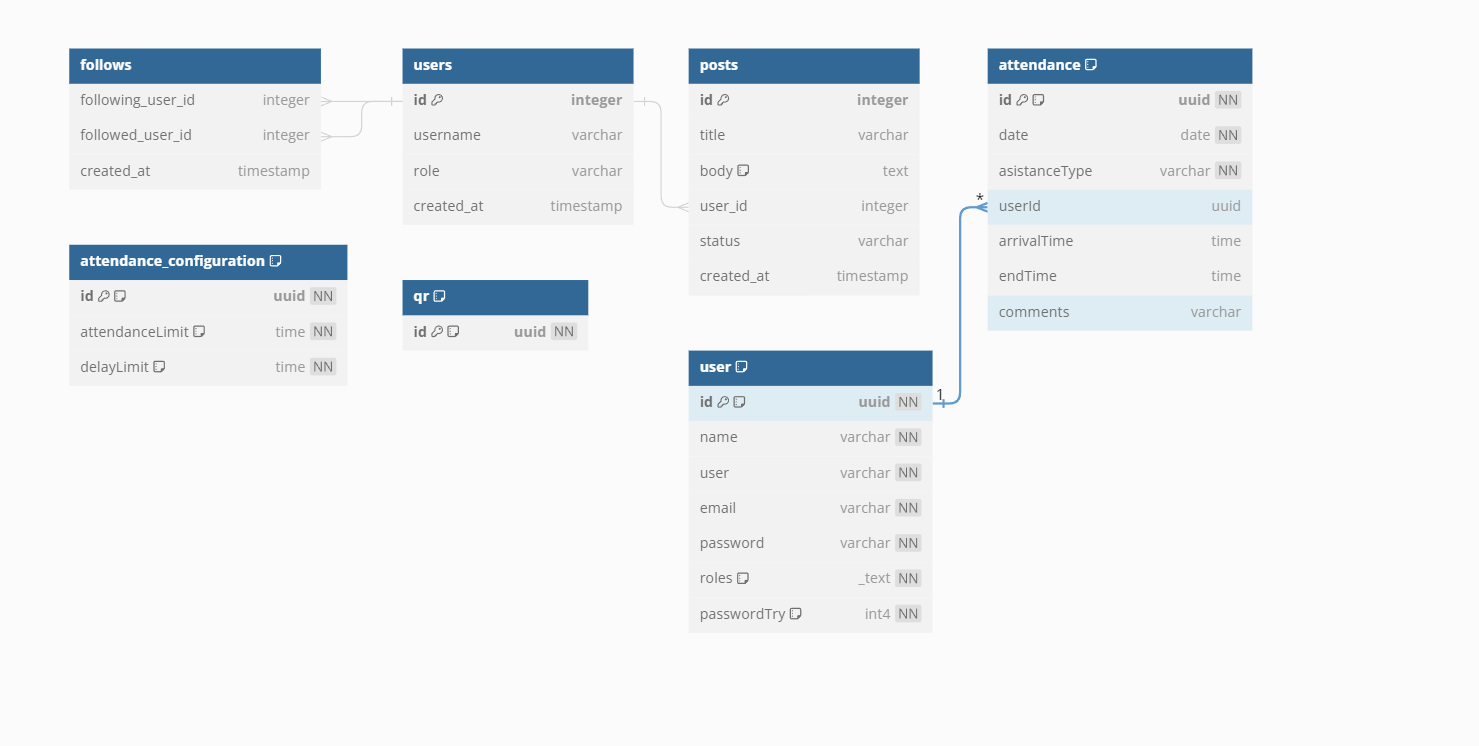 follows
following_user_id integer
followed_user_id integer
created_at timestamp
users
id integer
username varchar
role varchar
created_at timestamp
posts
id integer
title varchar
body text
user_id integer
status varchar
created_at timestamp
attendance
id uuid NN
date date NN
asistanceType varchar NN
* userId uuid
arrivalTime time
endTime time
comments varchar
attendance_configuration
id uuid NN
attendanceLimit time NN
delayLimit time NN
qr
id uuid NN
user
id uuid NN 1
name varchar NN
user varchar NN
email varchar NN
password varchar NN
roles _text NN
passwordTry int4 NN